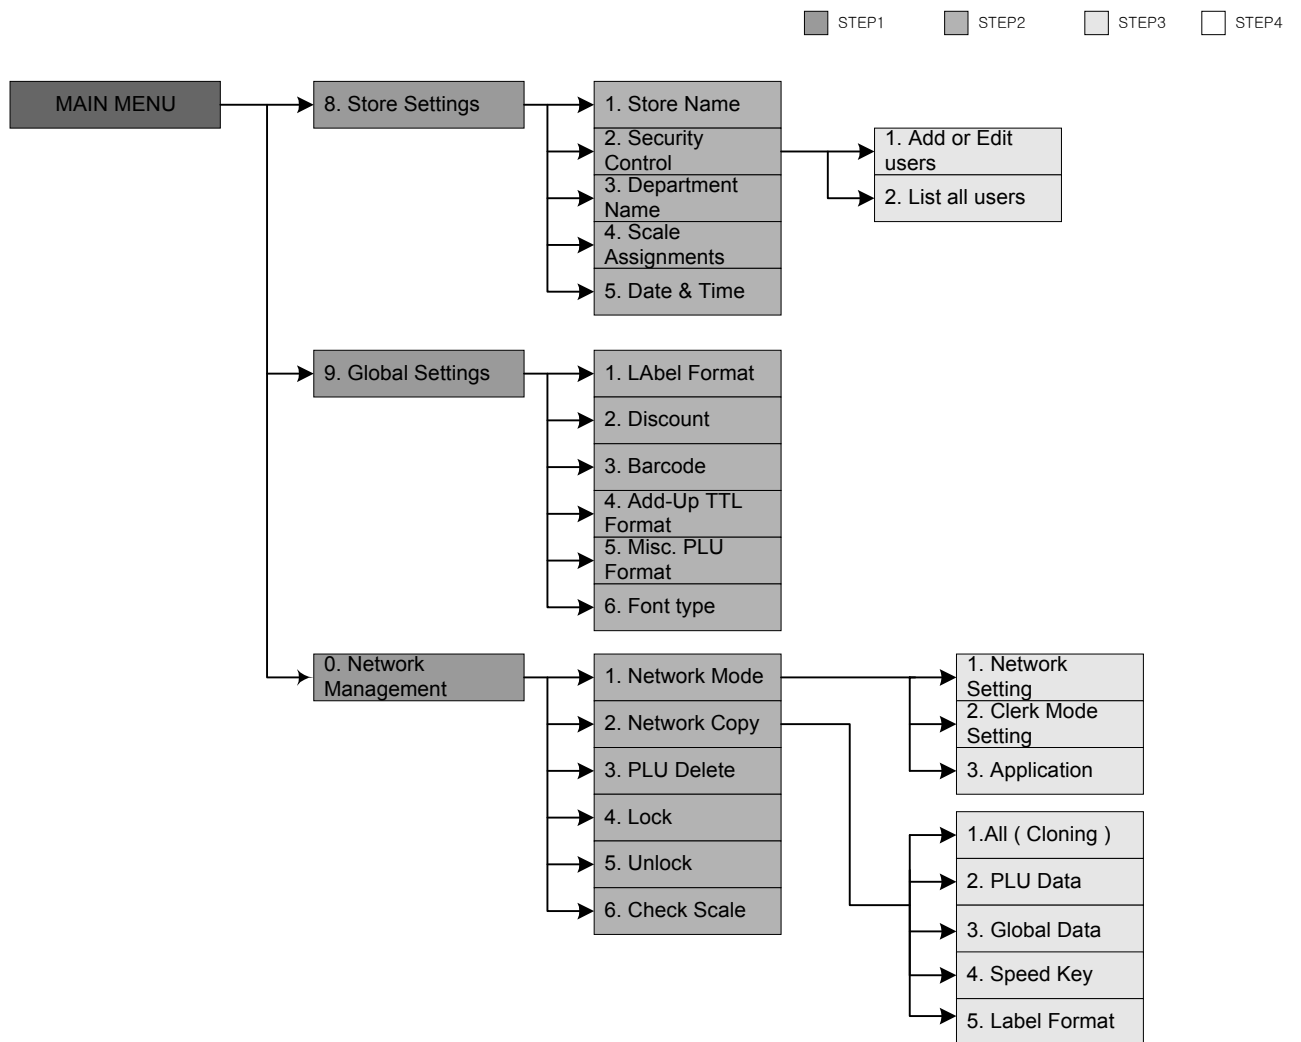 STEP1
STEP2
STEP3
STEP4
MAIN MENU
8. Store Settings
1. Store Name
2. Security
Control
3. Department
Name
4. Scale
Assignments
5. Date & Time
1. Add or Edit
users
2. List all users
9. Global Settings
1. LAbel Format
2. Discount
3. Barcode
4. Add-Up TTL
Format
5. Misc. PLU
Format
6. Font type
0. Network
Management
1. Network Mode
2. Network Copy
3. PLU Delete
4. Lock
5. Unlock
6. Check Scale
1. Network
Setting
2. Clerk Mode
Setting
3. Application
1.All ( Cloning )
2. PLU Data
3. Global Data
4. Speed Key
5. Label Format